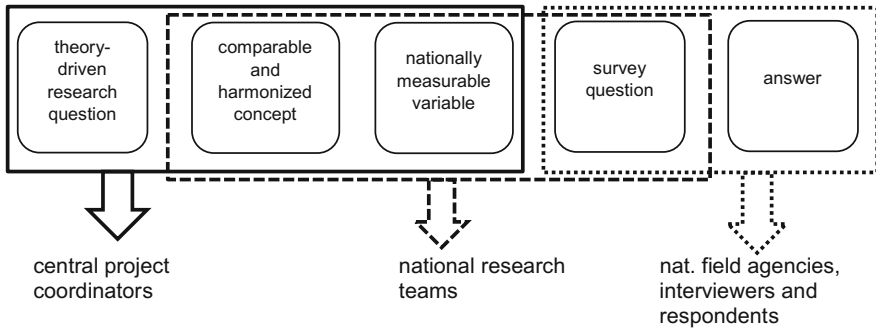 theory-
driven
research
question
comparable
and
harmonized
concept
nationally
measurable
variable
survey
question
answer
central project
coordinators
national research
teams
nat. field agencies,
interviewers and
respondents